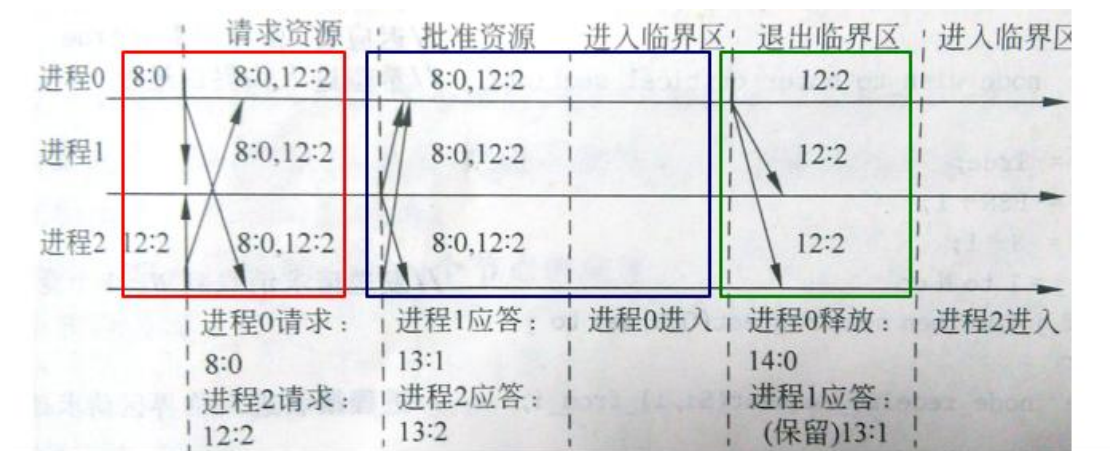 请求资源 批准资源 进入临界区 退出临界区 进入临界区
进程0 8:0 8:0,12:2 8:0,12:2 12:2
进程1 8:0,12:2 8:0,12:2 12:2
进程2 12:2 8:0,12:2 8:0,12:2 12:2
进程0请求: 进程1应答: 进程0进入 进程0释放: 进程2进入
8:0 13:1 14:0
进程2请求: 进程2应答: 进程1应答
12:2 13:2 (保留)13:1